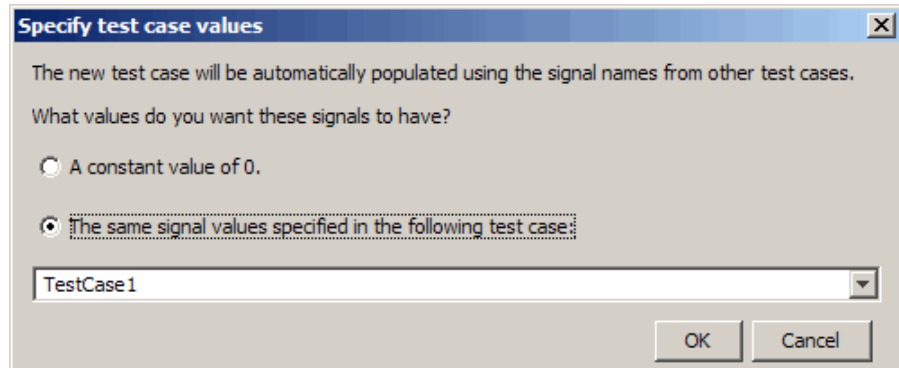 Specify test case values
The new test case will be automatically populated using the signal names from other test cases.
What values do you want these signals to have?
A constant value of 0.
The same signal values specified in the following test case:
TestCase1
OK Cancel